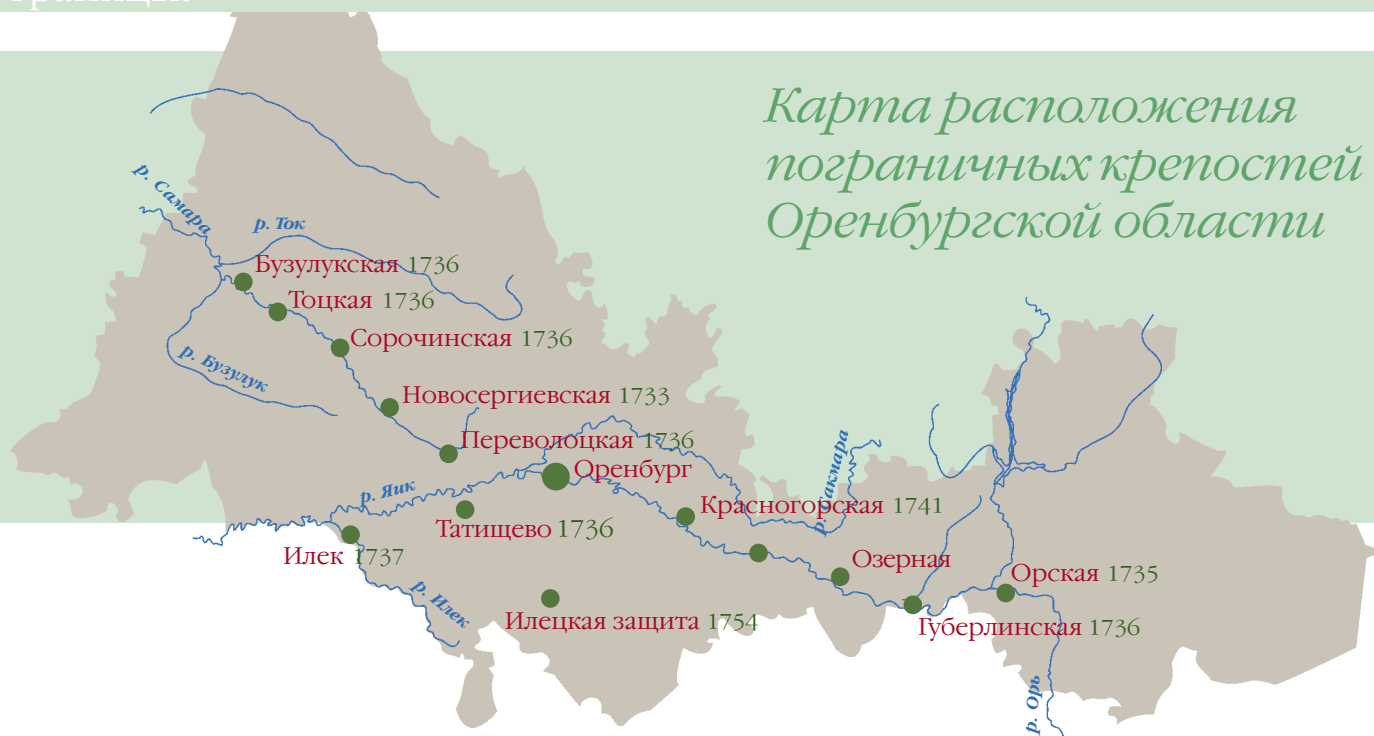 Карта расположения
пограничных крепостей
Оренбургской области
р. Самара
р. Ток
Бузулукская 1736
Тоцкая 1736
Сорочинская 1736
р. Бузулук
Новосергиевская 1733
Переволоцкая 1736
Оренбург
р. Яик
р. Сакмара
Красногорская 1741
Татищево 1736
Илек 1737
Озерная
Орская 1735
р. Илек
Илецкая защита 1754
Губерлинская 1736
р. Орь